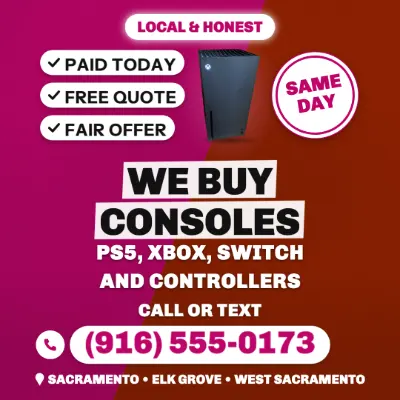 LOCAL & HONEST
PAID TODAY
FREE QUOTE
FAIR OFFER
SAME
DAY
WE BUY
CONSOLES
PS5, XBOX, SWITCH
AND CONTROLLERS
CALL OR TEXT
(916) 555-0173
SACRAMENTO • ELK GROVE • WEST SACRAMENTO